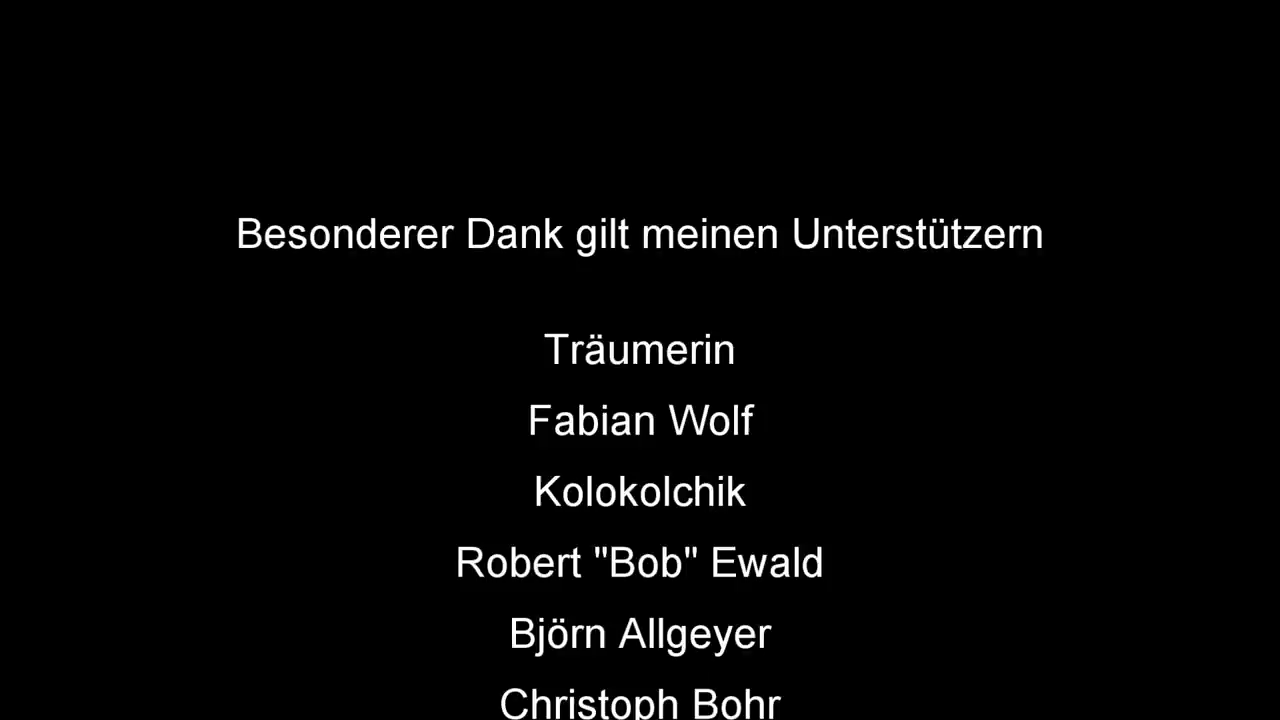 Besonderer Dank gilt meinen Unterstützern
Träumerin
Fabian Wolf
Kolokolchik
Robert "Bob" Ewald
Björn Allgeyer
Christoph Bohr